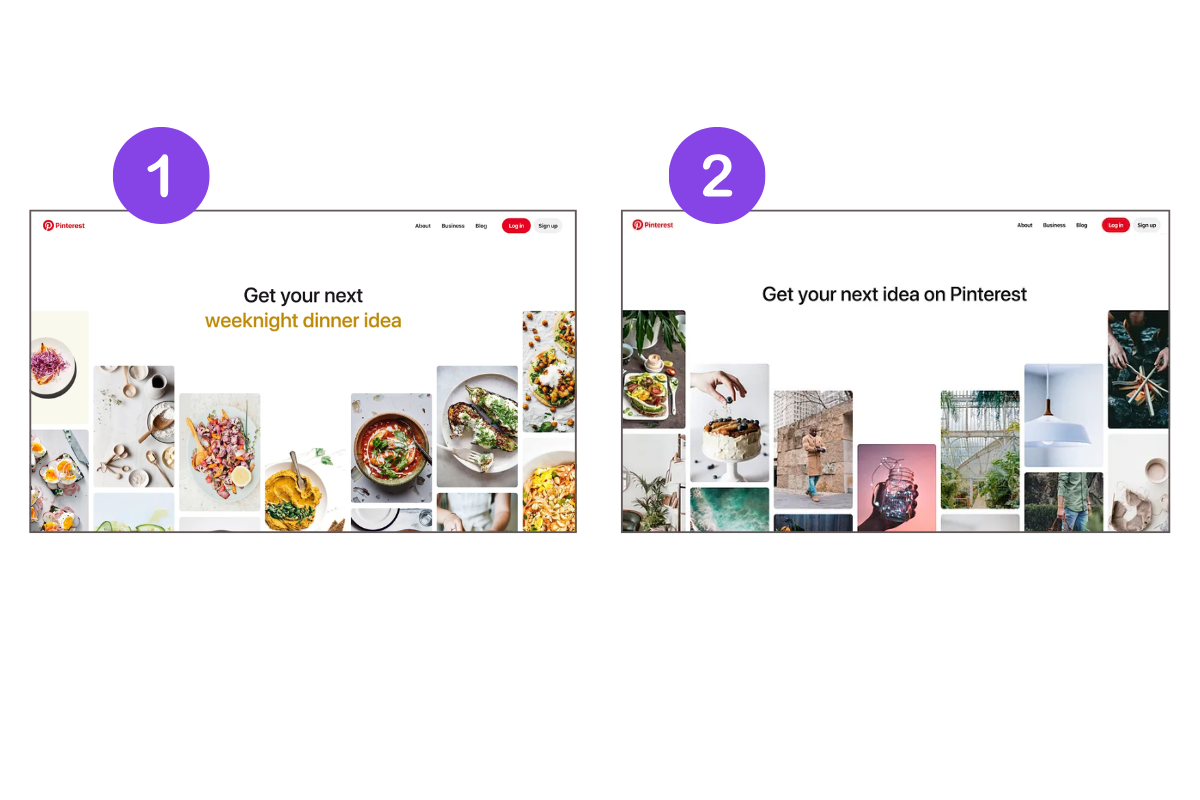 1
2
Pinterest
About Business Blog Log in Sign up
Get your next
weeknight dinner idea
Pinterest
About Business Blog Log in Sign up
Get your next idea on Pinterest